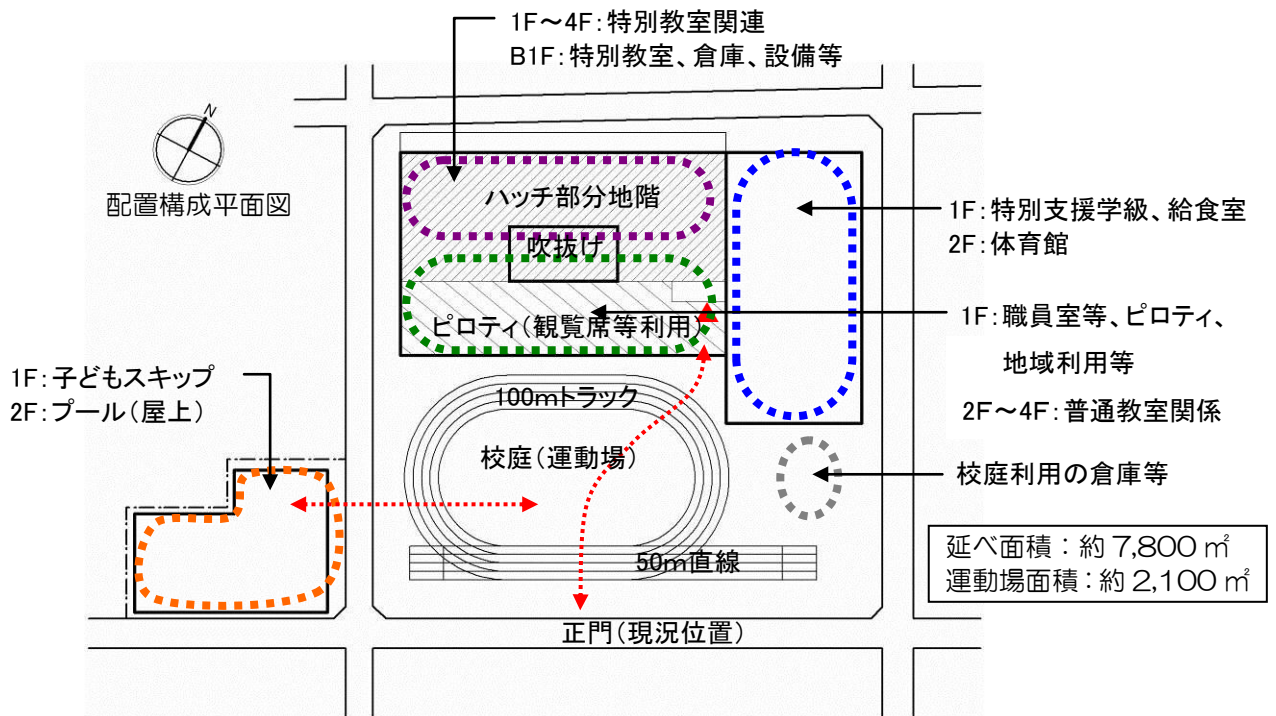 1F～4F：特別教室関連
B1F：特別教室、倉庫、設備等
N
配置構成平面図
ハッチ部分地階
吹抜け
ピロティ(観覧席等利用)
1F：特別支援学級、給食室
2F：体育館
1F：職員室等、ピロティ、
地域利用等
2F～4F：普通教室関係
1F：子どもスキップ
2F：プール(屋上)
100mトラック
校庭(運動場)
校庭利用の倉庫等
50m直線
延べ面積：約 7,800 ㎡
運動場面積：約 2,100 ㎡
正門(現況位置)